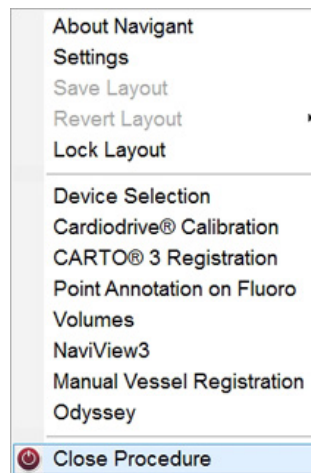 About Navigant
Settings
Save Layout
Revert Layout
Lock Layout
Device Selection
Cardiodrive® Calibration
CARTO® 3 Registration
Point Annotation on Fluoro
Volumes
NaviView3
Manual Vessel Registration
Odyssey
Close Procedure